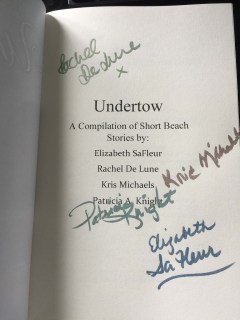 Rachel
De Lune
x
Undertow
A Compilation of Short Beach
Stories by:
Elizabeth SaFleur
Rachel De Lune
Kris Michaels
Kris Michaels
Patricia A. Knight
Patricia
Knight
Elizabeth
SaFleur